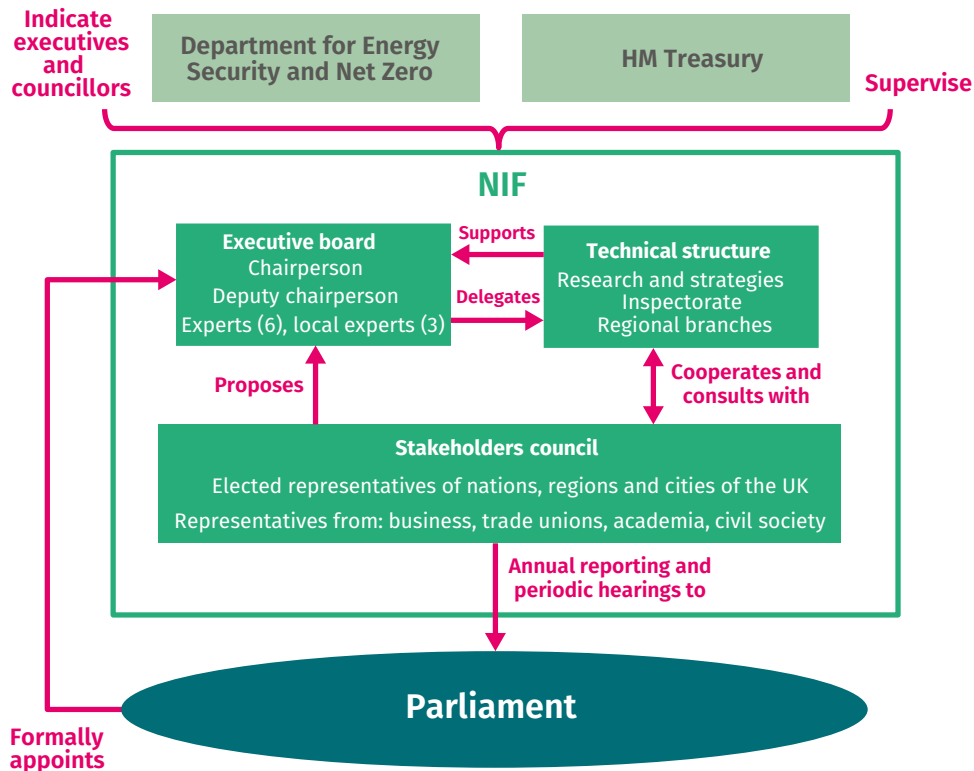 Indicate
executives
and
councillors
Department for Energy
Security and Net Zero
HM Treasury
Supervise
NIF
Executive board
Chairperson
Deputy chairperson
Experts (6), local experts (3)
Supports
Delegates
Technical structure
Research and strategies
Inspectorate
Regional branches
Proposes
Cooperates and
consults with
Stakeholders council
Elected representatives of nations, regions and cities of the UK
Representatives from: business, trade unions, academia, civil society
Annual reporting and
periodic hearings to
Parliament
Formally
appoints